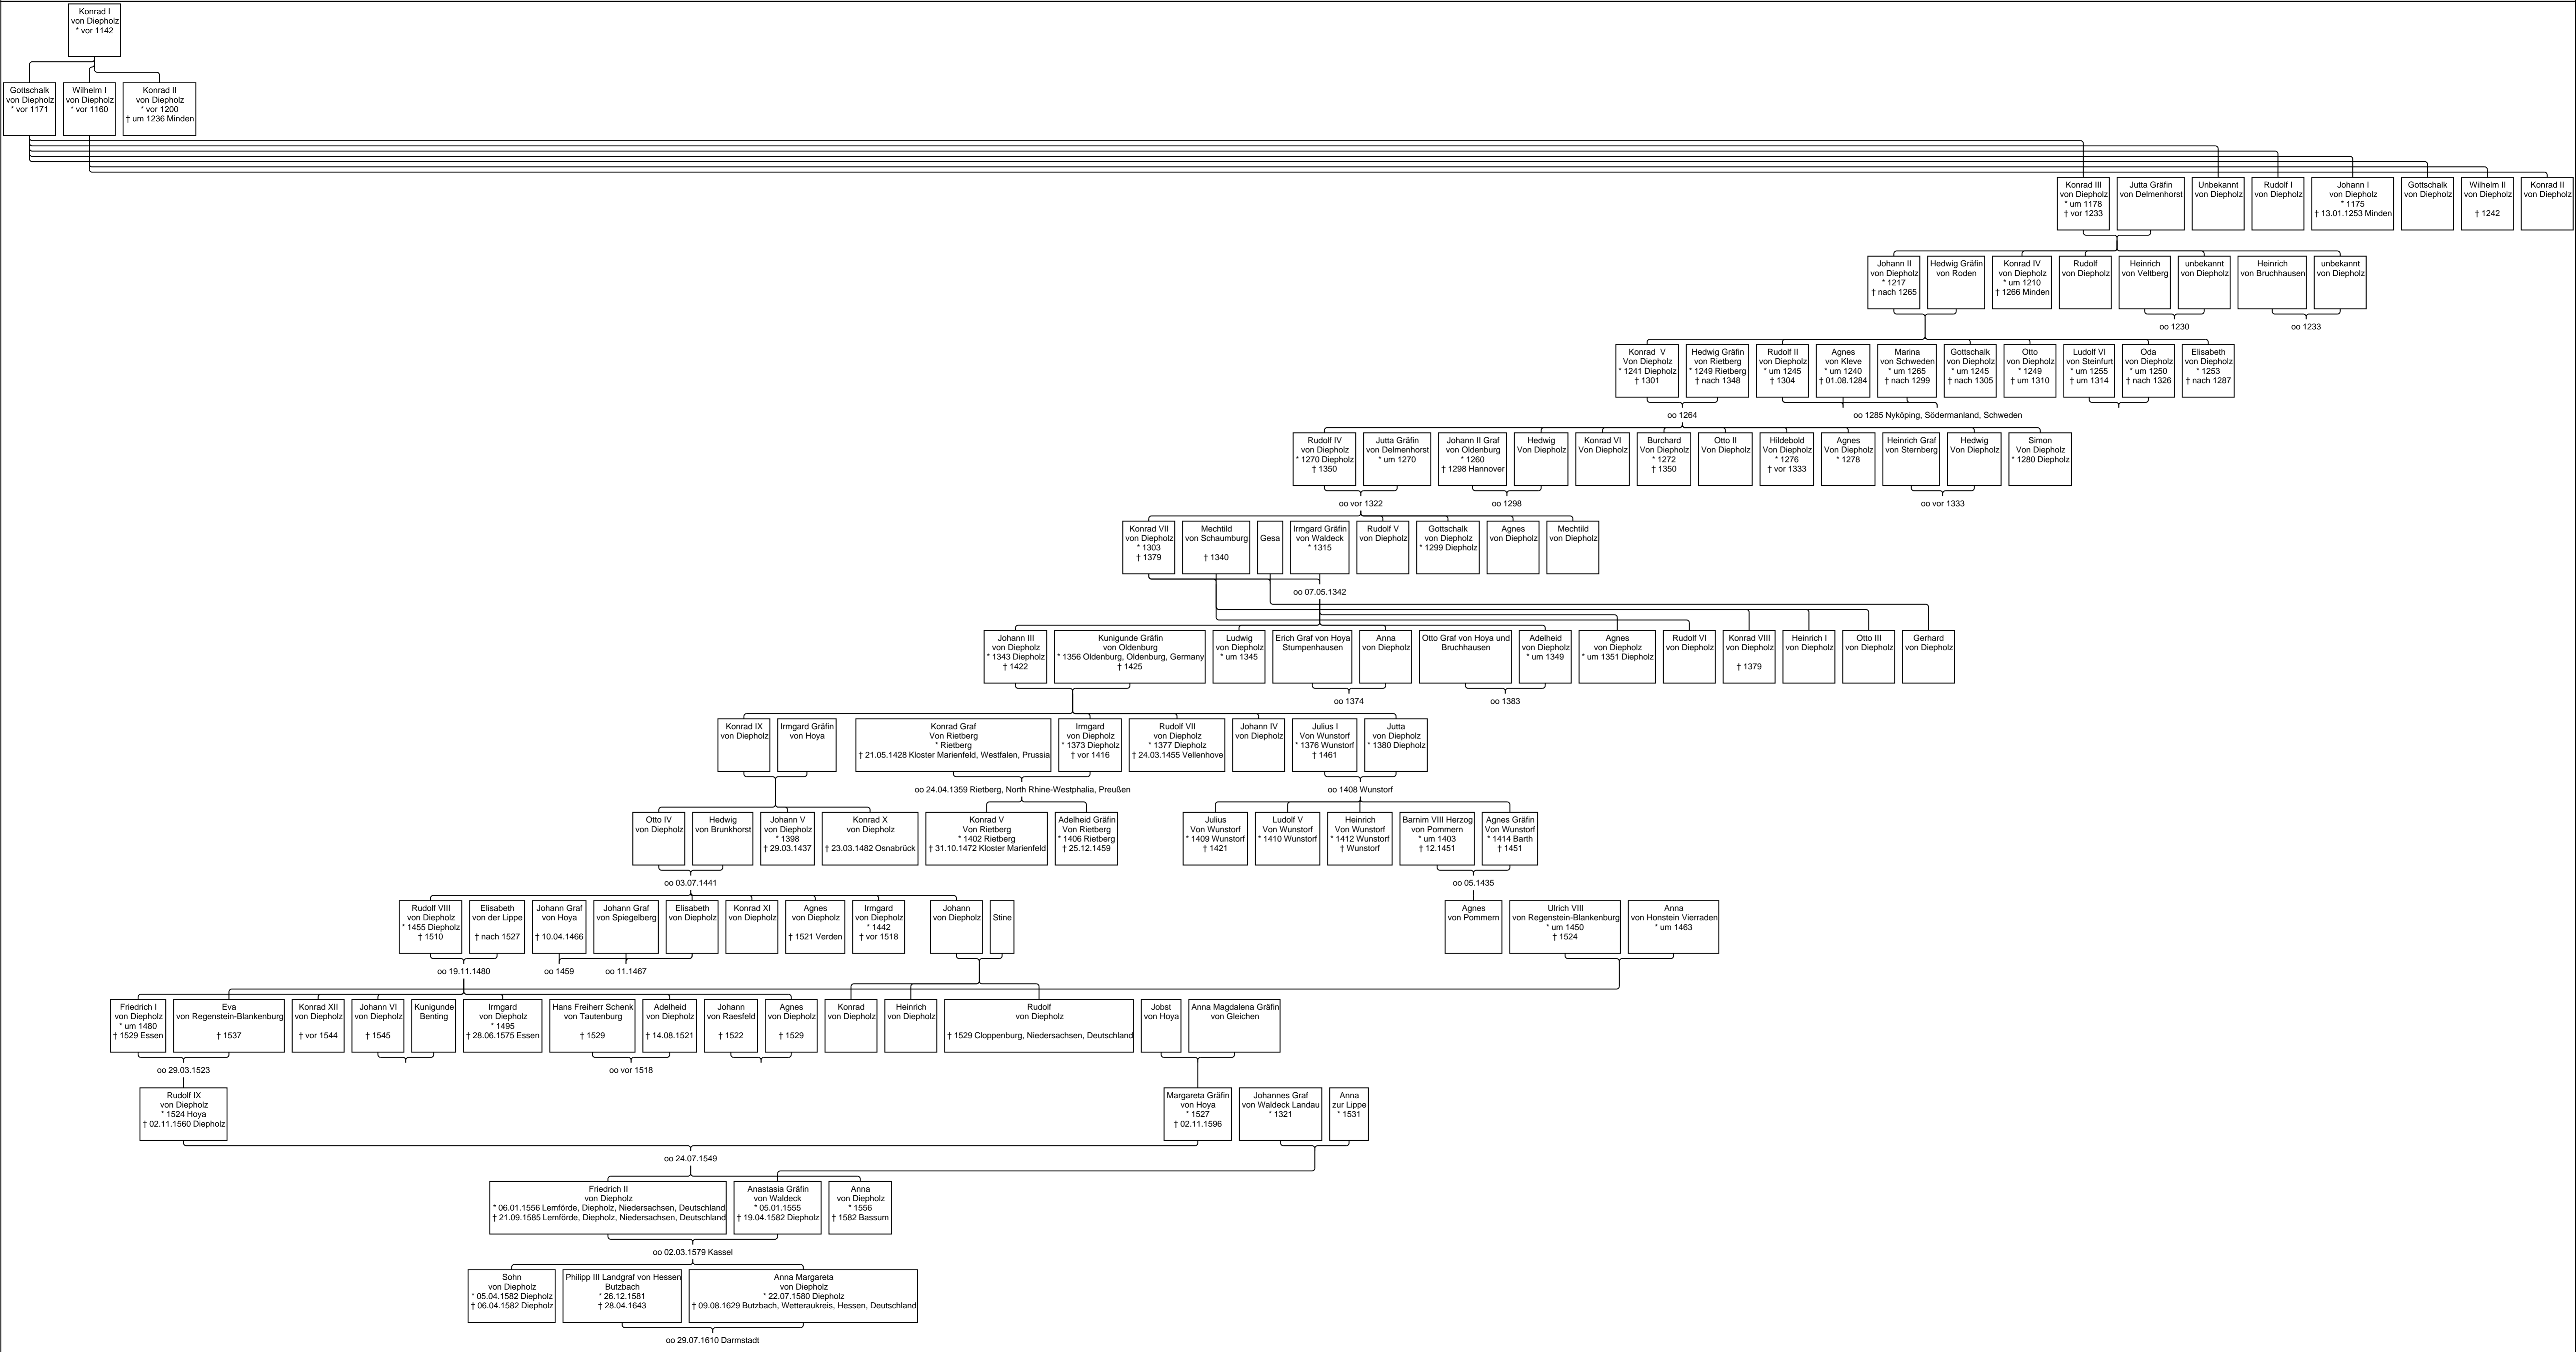 Konrad I
von Diepholz
* vor 1142
Gottschalk
von Diepholz
* vor 1171
Wilhelm I
von Diepholz
* vor 1160
Konrad II
von Diepholz
* vor 1200
† um 1236 Minden
Konrad III
von Diepholz
* um 1178
† vor 1233
Jutta Gräfin
von Delmenhorst
Unbekannt
von Diepholz
Rudolf I
von Diepholz
Johann I
von Diepholz
* 1175
† 13.01.1253 Minden
Gottschalk
von Diepholz
Wilhelm II
von Diepholz
† 1242
Konrad II
von Diepholz
Johann II
von Diepholz
* 1217
† nach 1265
Hedwig Gräfin
von Roden
Konrad IV
von Diepholz
* um 1210
† 1266 Minden
Rudolf
von Diepholz
Heinrich
von Veltberg
unbekannt
von Diepholz
Heinrich
von Bruchhausen
unbekannt
von Diepholz
oo 1230
oo 1233
Konrad  V
Von Diepholz
* 1241 Diepholz
† 1301
Hedwig Gräfin
von Rietberg
* 1249 Rietberg
† nach 1348
Rudolf II
von Diepholz
* um 1245
† 1304
Agnes
von Kleve
* um 1240
† 01.08.1284
Marina
von Schweden
* um 1265
† nach 1299
Gottschalk
von Diepholz
* um 1245
† nach 1305
Otto
von Diepholz
* 1249
† um 1310
Ludolf VI
von Steinfurt
* um 1255
† um 1314
Oda
von Diepholz
* um 1250
† nach 1326
Elisabeth
von Diepholz
* 1253
† nach 1287
oo 1264
oo 1285 Nyköping, Södermanland, Schweden
Rudolf IV
von Diepholz
* 1270 Diepholz
† 1350
Jutta Gräfin
von Delmenhorst
* um 1270
Johann II Graf
von Oldenburg
* 1260
† 1298 Hannover
Hedwig
Von Diepholz
Konrad VI
Von Diepholz
Burchard
Von Diepholz
* 1272
† 1350
Otto II
Von Diepholz
Hildebold
Von Diepholz
* 1276
† vor 1333
Agnes
Von Diepholz
* 1278
Heinrich Graf
von Sternberg
Hedwig
Von Diepholz
Simon
Von Diepholz
* 1280 Diepholz
oo vor 1322
oo 1298
oo vor 1333
Konrad VII
von Diepholz
* 1303
† 1379
Mechtild
von Schaumburg
† 1340
Gesa
Irmgard Gräfin
von Waldeck
* 1315
Rudolf V
von Diepholz
Gottschalk
von Diepholz
* 1299 Diepholz
Agnes
von Diepholz
Mechtild
von Diepholz
oo 07.05.1342
Johann III
von Diepholz
* 1343 Diepholz
† 1422
Kunigunde Gräfin
von Oldenburg
* 1356 Oldenburg, Oldenburg, Germany
† 1425
Ludwig
von Diepholz
* um 1345
Erich Graf von Hoya
Stumpenhausen
Anna
von Diepholz
Otto Graf von Hoya und
Bruchhausen
Adelheid
von Diepholz
* um 1349
Agnes
von Diepholz
* um 1351 Diepholz
Rudolf VI
von Diepholz
Konrad VIII
von Diepholz
† 1379
Heinrich I
von Diepholz
Otto III
von Diepholz
Gerhard
von Diepholz
oo 1374
oo 1383
Konrad IX
von Diepholz
Irmgard Gräfin
von Hoya
Konrad Graf
Von Rietberg
* Rietberg
† 21.05.1428 Kloster Marienfeld, Westfalen, Prussia
Irmgard
von Diepholz
* 1373 Diepholz
† vor 1416
Rudolf VII
von Diepholz
* 1377 Diepholz
† 24.03.1455 Vellenhove
Johann IV
von Diepholz
Julius I
Von Wunstorf
* 1376 Wunstorf
† 1461
Jutta
von Diepholz
* 1380 Diepholz
oo 24.04.1359 Rietberg, North Rhine-Westphalia, Preußen
oo 1408 Wunstorf
Otto IV
von Diepholz
Hedwig
von Brunkhorst
Johann V
von Diepholz
* 1398
† 29.03.1437
Konrad X
von Diepholz
† 23.03.1482 Osnabrück
Konrad V
Von Rietberg
* 1402 Rietberg
† 31.10.1472 Kloster Marienfeld
Adelheid Gräfin
Von Rietberg
* 1406 Rietberg
† 25.12.1459
Julius
Von Wunstorf
* 1409 Wunstorf
† 1421
Ludolf V
Von Wunstorf
* 1410 Wunstorf
Heinrich
Von Wunstorf
* 1412 Wunstorf
† Wunstorf
Barnim VIII Herzog
von Pommern
* um 1403
† 12.1451
Agnes Gräfin
Von Wunstorf
* 1414 Barth
† 1451
oo 03.07.1441
oo 05.1435
Rudolf VIII
von Diepholz
* 1455 Diepholz
† 1510
Elisabeth
von der Lippe
† nach 1527
Johann Graf
von Hoya
† 10.04.1466
Johann Graf
von Spiegelberg
Elisabeth
von Diepholz
Konrad XI
von Diepholz
Agnes
von Diepholz
† 1521 Verden
Irmgard
von Diepholz
* 1442
† vor 1518
Johann
von Diepholz
Stine
Agnes
von Pommern
Ulrich VIII
von Regenstein-Blankenburg
* um 1450
† 1524
Anna
von Honstein Vierraden
* um 1463
oo 19.11.1480
oo 1459
oo 11.1467
Friedrich I
von Diepholz
* um 1480
† 1529 Essen
Eva
von Regenstein-Blankenburg
† 1537
Konrad XII
von Diepholz
† vor 1544
Johann VI
von Diepholz
† 1545
Kunigunde
Benting
Irmgard
von Diepholz
* 1495
† 28.06.1575 Essen
Hans Freiherr Schenk
von Tautenburg
† 1529
Adelheid
von Diepholz
† 14.08.1521
Johann
von Raesfeld
† 1522
Agnes
von Diepholz
† 1529
Konrad
von Diepholz
Heinrich
von Diepholz
Rudolf
von Diepholz
† 1529 Cloppenburg, Niedersachsen, Deutschland
Jobst
von Hoya
Anna Magdalena Gräfin
von Gleichen
oo 29.03.1523
oo vor 1518
Rudolf IX
von Diepholz
* 1524 Hoya
† 02.11.1560 Diepholz
Margareta Gräfin
von Hoya
* 1527
† 02.11.1596
Johannes Graf
von Waldeck Landau
* 1321
Anna
zur Lippe
* 1531
oo 24.07.1549
Friedrich II
von Diepholz
* 06.01.1556 Lemförde, Diepholz, Niedersachsen, Deutschland
† 21.09.1585 Lemförde, Diepholz, Niedersachsen, Deutschland
Anastasia Gräfin
von Waldeck
* 05.01.1555
† 19.04.1582 Diepholz
Anna
von Diepholz
* 1556
† 1582 Bassum
oo 02.03.1579 Kassel
Sohn
von Diepholz
* 05.04.1582 Diepholz
† 06.04.1582 Diepholz
Philipp III Landgraf von Hessen
Butzbach
* 26.12.1581
† 28.04.1643
Anna Margareta
von Diepholz
* 22.07.1580 Diepholz
† 09.08.1629 Butzbach, Wetteraukreis, Hessen, Deutschland
oo 29.07.1610 Darmstadt